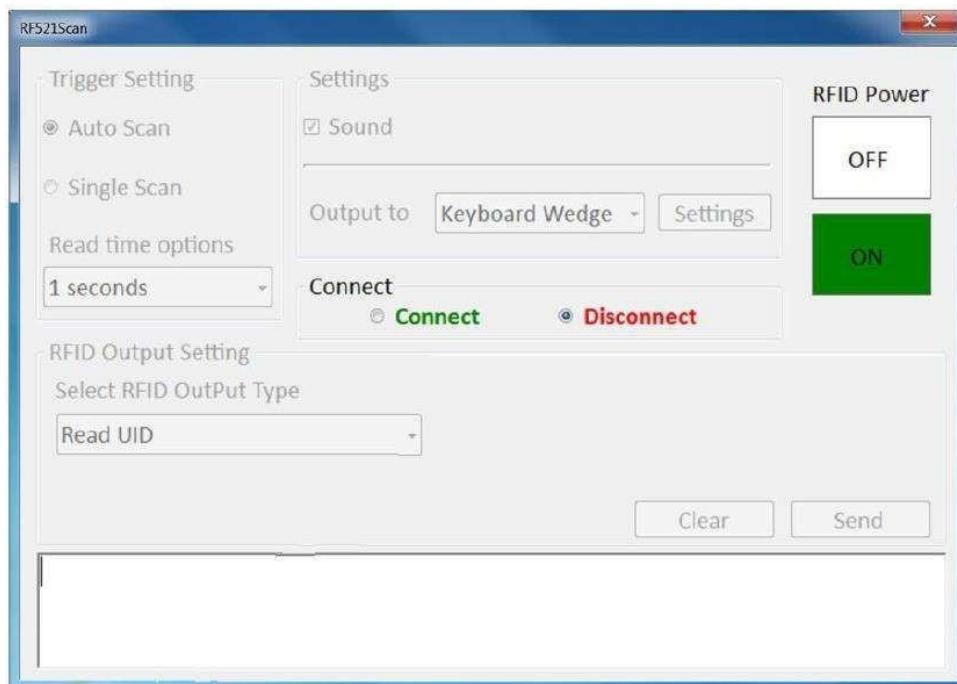 RF521Scan
Trigger Setting
Auto Scan
Single Scan
Read time options
1 seconds
Settings
Sound
Output to
Keyboard Wedge
Settings
Connect
Connect
Disconnect
RFID Power
OFF
ON
RFID Output Setting
Select RFID OutPut Type
Read UID
Clear
Send